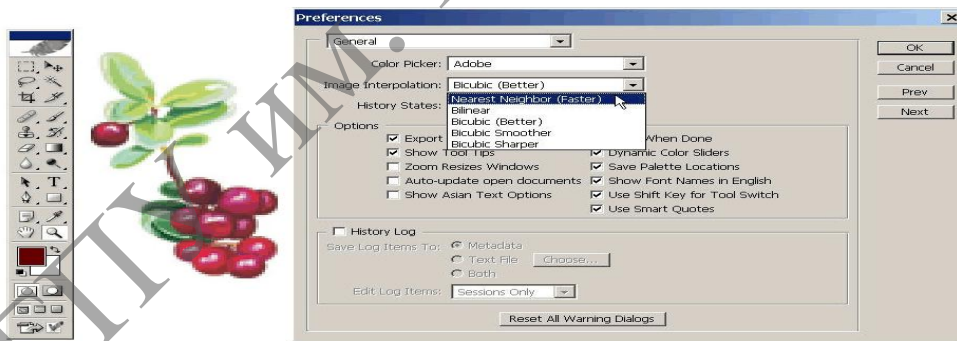 Preferences
General
OK
Color Picker: Adobe
Cancel
Image Interpolation: Bicubic (Better)
Prev
Nearest Neighbor (Faster)
History States:
Bilinear
Next
Bicubic (Better)
Options
Bicubic Smoother
Export
When Done
Bicubic Sharper
Show Tool Tips
Dynamic Color Sliders
Zoom Resizes Windows
Save Palette Locations
Auto-update open documents
Show Font Names in English
Show Asian Text Options
Use Shift Key for Tool Switch
Use Smart Quotes
History Log
Save Log Items To: Metadata
Text File Choose...
Both
Edit Log Items: Sessions Only
Reset All Warning Dialogs
T
ГПУ ИМ.